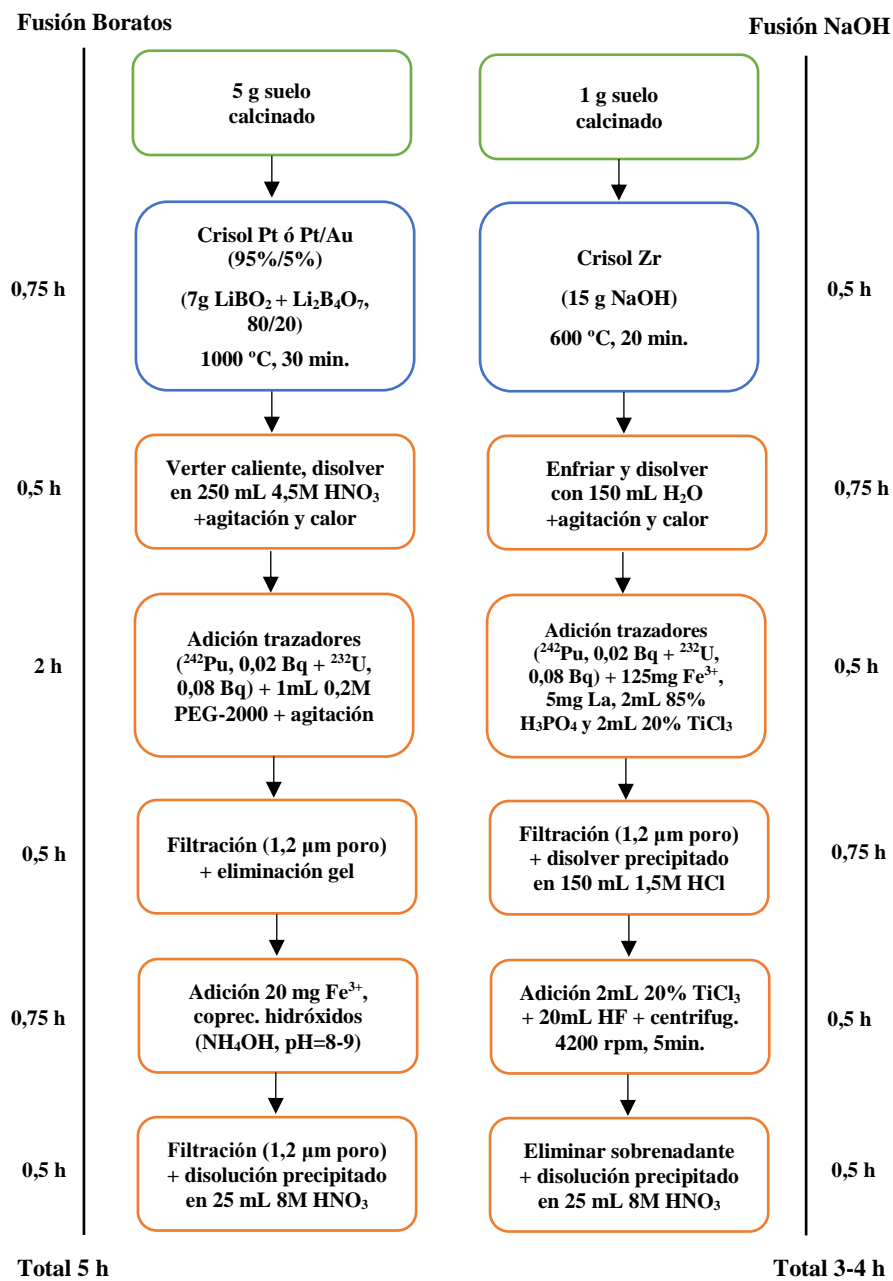 Fusión Boratos
Fusión NaOH
5 g suelo
calcinado
1 g suelo
calcinado
0,75 h
Crisol Pt ó Pt/Au
(95%/5%)
(7g LiBO₂ + Li₂B₄O₇,
80/20)
1000 ºC, 30 min.
Crisol Zr
(15 g NaOH)
600 ºC, 20 min.
0,5 h
0,5 h
Verter caliente, disolver
en 250 mL 4,5M HNO₃
+agitación y calor
Enfriar y disolver
con 150 mL H₂O
+agitación y calor
0,75 h
2 h
Adición trazadores
(²⁴²Pu, 0,02 Bq + ²³²U,
0,08 Bq) + 1mL 0,2M
PEG-2000 + agitación
Adición trazadores
(²⁴²Pu, 0,02 Bq + ²³²U,
0,08 Bq) + 125mg Fe³⁺,
5mg La, 2mL 85%
H₃PO₄ y 2mL 20% TiCl₃
0,5 h
0,5 h
Filtración (1,2 µm poro)
+ eliminación gel
Filtración (1,2 µm poro)
+ disolver precipitado
en 150 mL 1,5M HCl
0,75 h
0,75 h
Adición 20 mg Fe³⁺,
coprec. hidróxidos
(NH₄OH, pH=8-9)
Adición 2mL 20% TiCl₃
+ 20mL HF + centrifug.
4200 rpm, 5min.
0,5 h
0,5 h
Filtración (1,2 µm poro)
+ disolución precipitado
en 25 mL 8M HNO₃
Eliminar sobrenadante
+ disolución precipitado
en 25 mL 8M HNO₃
0,5 h
Total 5 h
Total 3-4 h